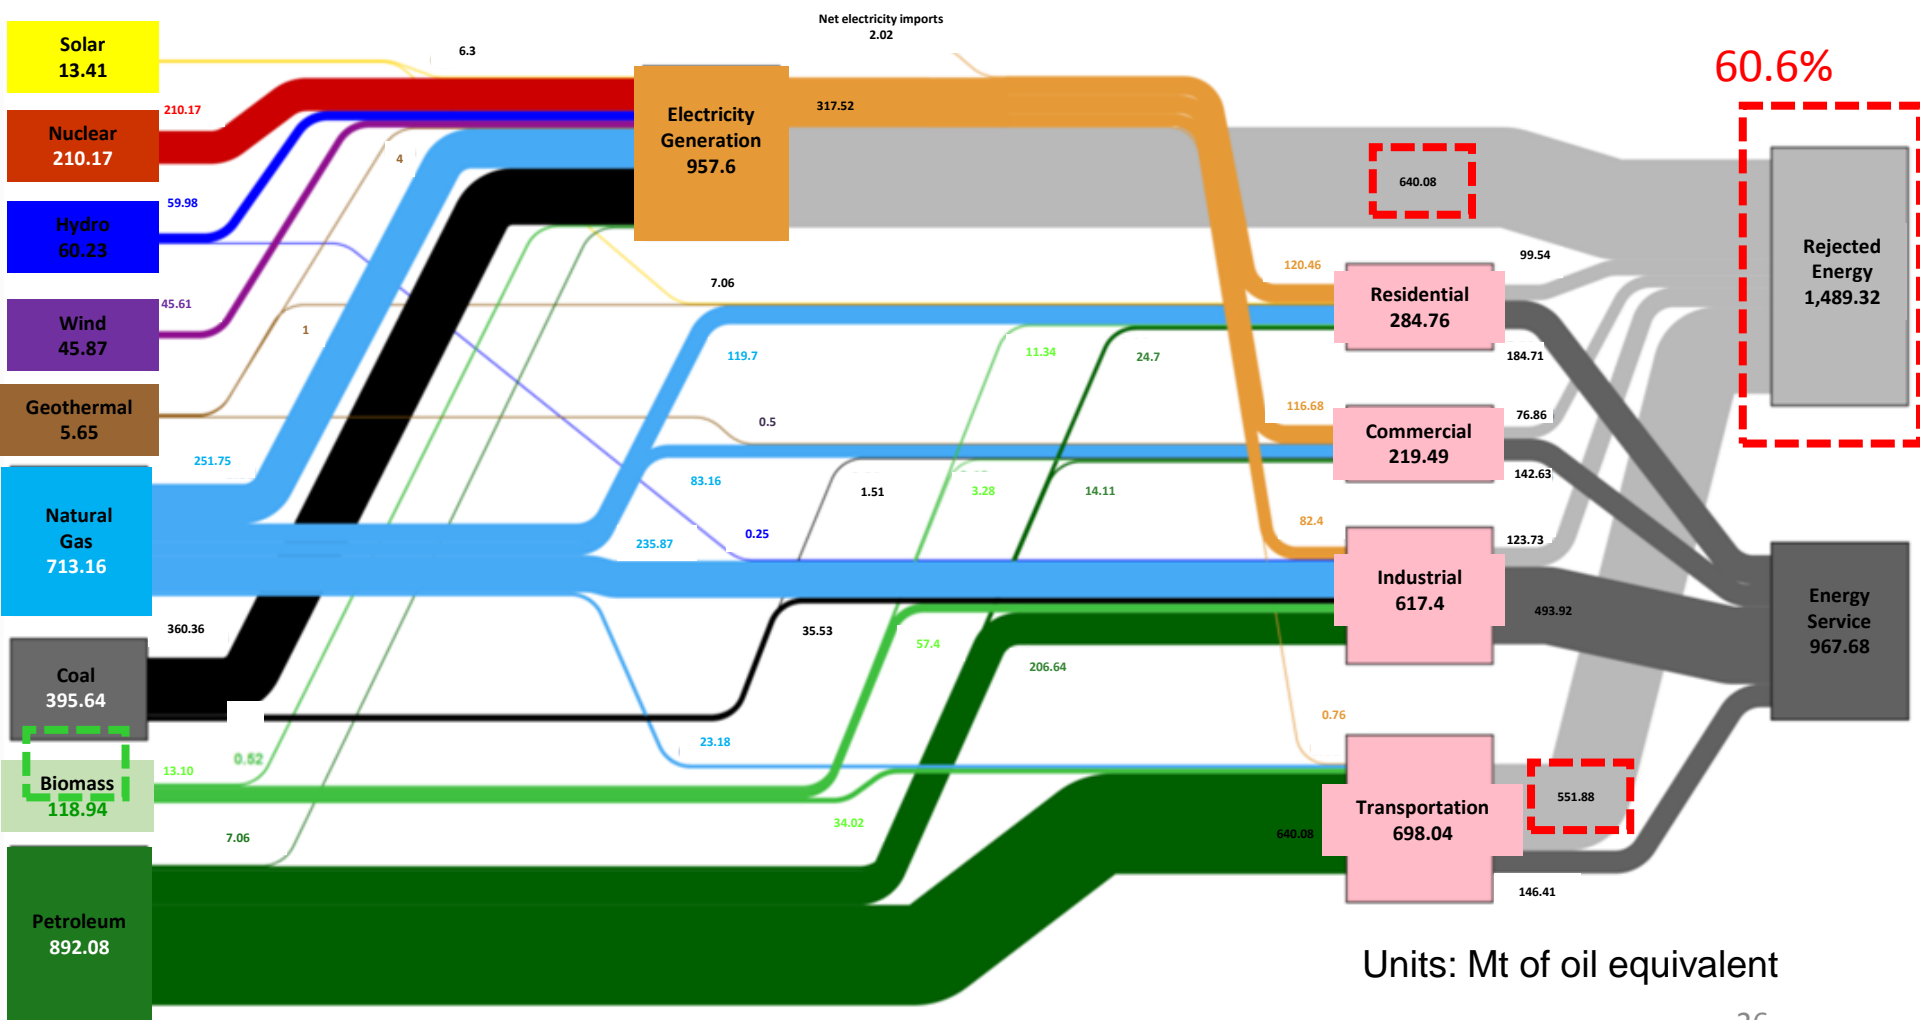 Net electricity imports
2.02
60.6%
Solar
13.41
6.3
Nuclear
210.17
210.17
Electricity
Generation
957.6
317.52
4
640.08
Hydro
60.23
59.98
Rejected
Energy
1,489.32
99.54
120.46
7.06
Residential
284.76
Wind
45.87
45.61
1
119.7
11.34
24.7
184.71
Geothermal
5.65
0.5
116.68
76.86
Commercial
219.49
142.63
251.75
83.16
1.51
3.28
14.11
Natural
Gas
713.16
235.87
0.25
82.4
123.73
Industrial
617.4
493.92
Energy
Service
967.68
360.36
35.53
57.4
206.64
Coal
395.64
0.76
23.18
0.52
13.10
Biomass
118.94
34.02
7.06
640.08
Transportation
698.04
551.88
146.41
Petroleum
892.08
Units: Mt of oil equivalent